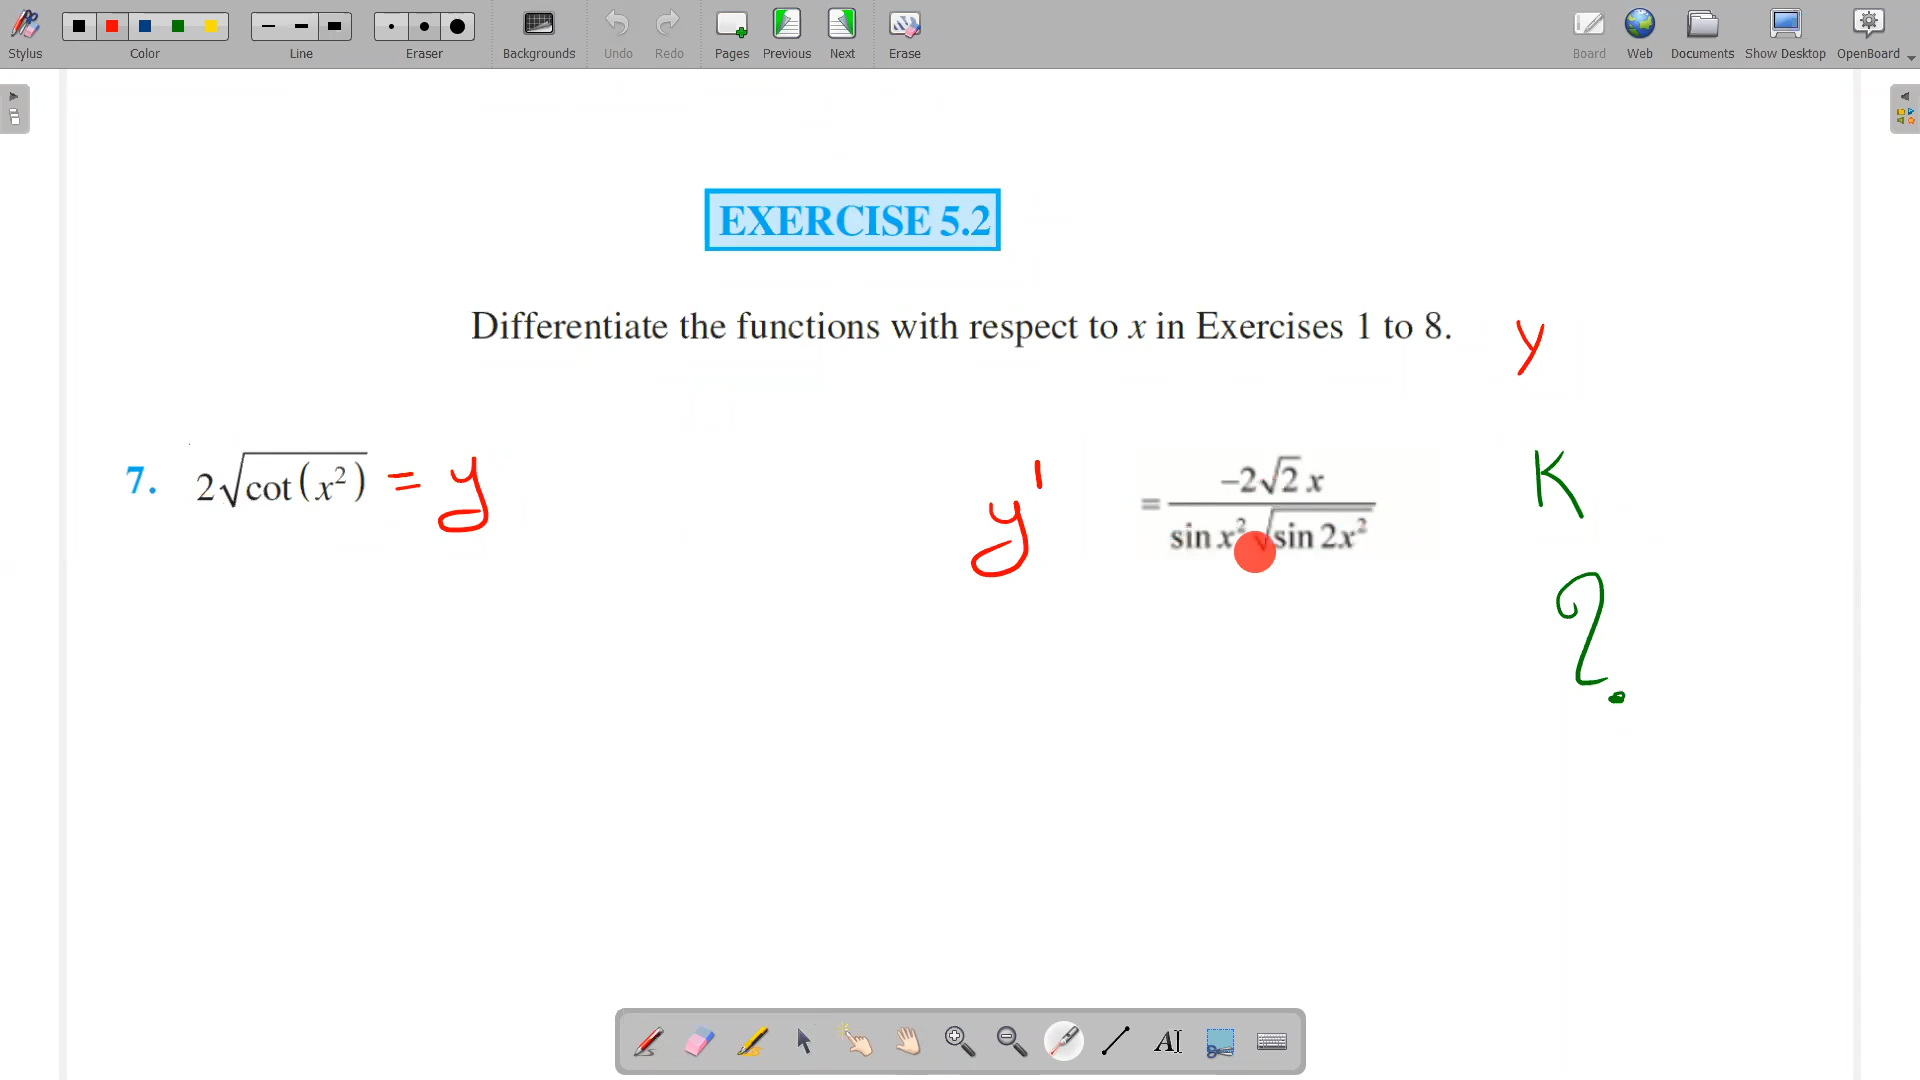 Stylus Color Line Eraser Backgrounds Undo Redo Pages Previous Next Erase Board Web Documents Show Desktop OpenBoard
EXERCISE 5.2
Differentiate the functions with respect to x in Exercises 1 to 8.
y
7. 2√(cot(x²)) = y
y' = −2√2 x / (sin x² √(sin 2x²))
K
?
AI